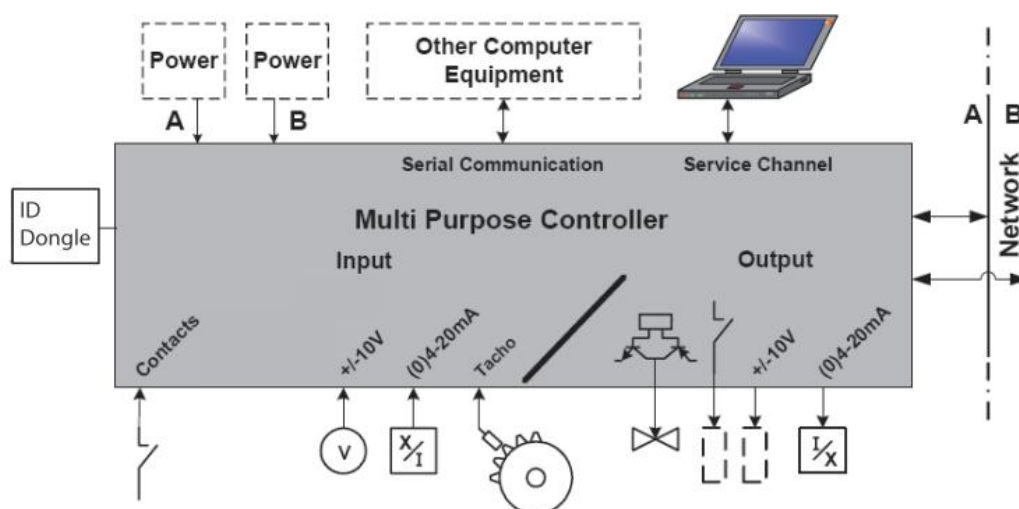 Power
Power
Other Computer
Equipment
A
B
A
B
Serial Communication
Service Channel
ID
Dongle
Multi Purpose Controller
Network
Input
Output
Contacts
+/-10V
(0)4-20mA
Tacho
+/-10V
(0)4-20mA
V
X/I
I/X